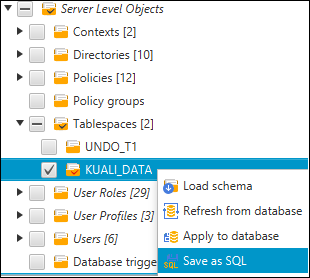 Server Level Objects
Contexts [2]
Directories [10]
Policies [12]
Policy groups
Tablespaces [2]
UNDO_T1
KUALI_DATA
User Roles [29]
User Profiles [3]
Users [6]
Database trigge
Load schema
Refresh from database
Apply to database
SQL Save as SQL